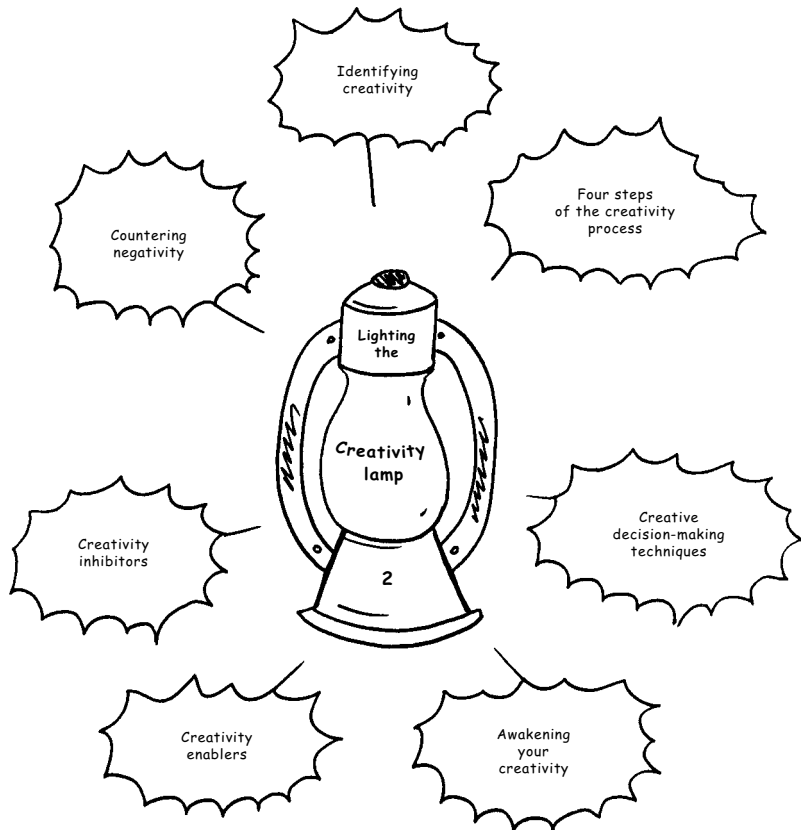 Identifying
creativity
Four steps
of the creativity
process
Countering
negativity
Lighting
the
Creativity
lamp
2
Creative
decision-making
techniques
Creativity
inhibitors
Creativity
enablers
Awakening
your
creativity